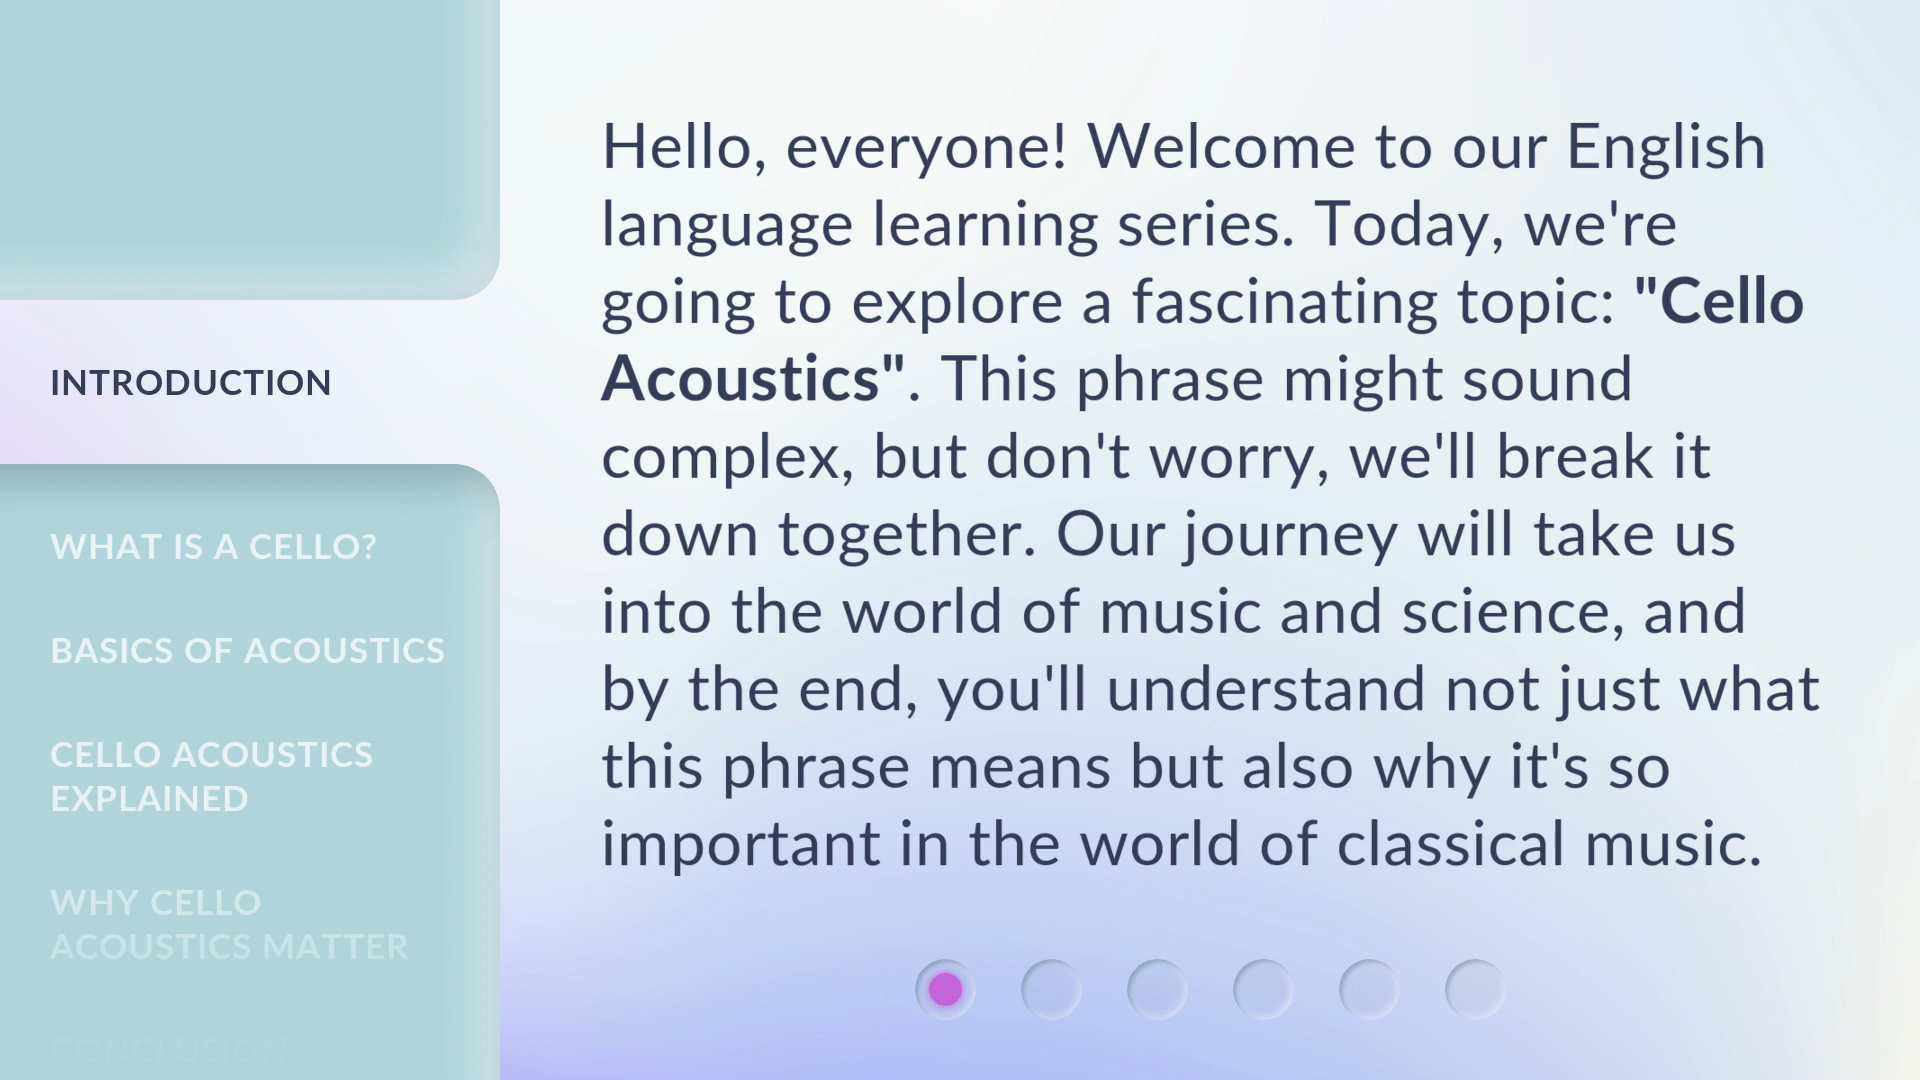 INTRODUCTION
WHAT IS A CELLO?
BASICS OF ACOUSTICS
CELLO ACOUSTICS
EXPLAINED
WHY CELLO
ACOUSTICS MATTER
CONCLUSION
Hello, everyone! Welcome to our English
language learning series. Today, we're
going to explore a fascinating topic: "Cello
Acoustics". This phrase might sound
complex, but don't worry, we'll break it
down together. Our journey will take us
into the world of music and science, and
by the end, you'll understand not just what
this phrase means but also why it's so
important in the world of classical music.